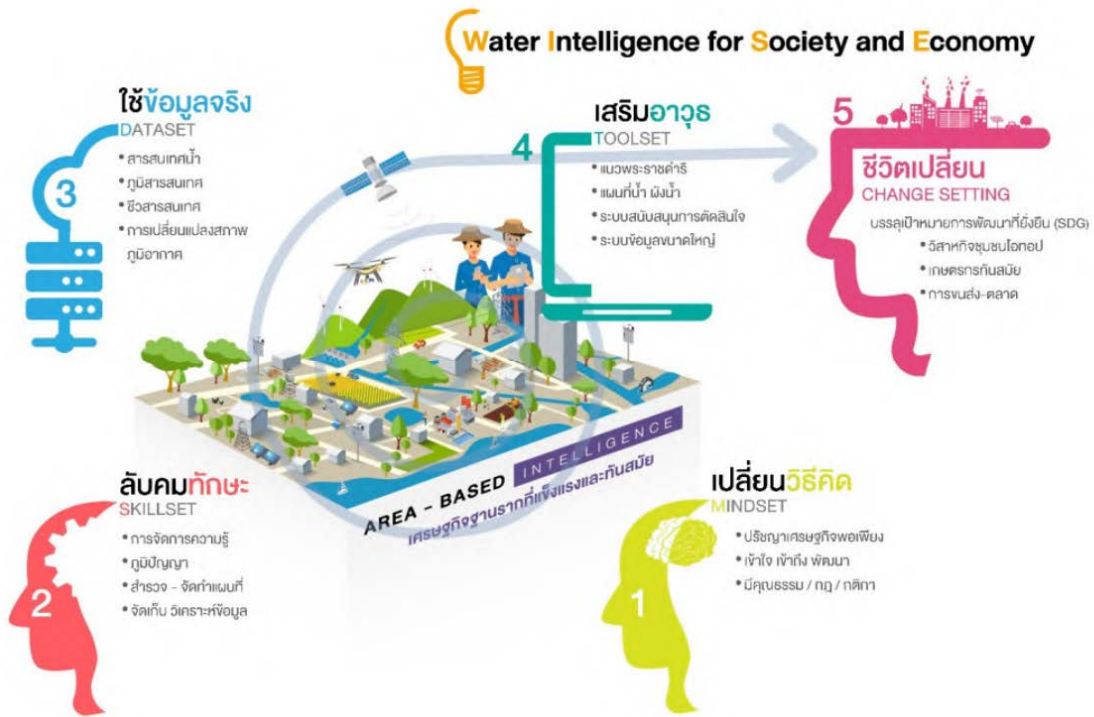 Water Intelligence for Society and Economy
ใช้ข้อมูลจริง
DATASET
3
• สารสนเทศน้ำ
• ภูมิสารสนเทศ
• ชีวสารสนเทศ
• การเปลี่ยนแปลงสภาพ
ภูมิอากาศ
เสริมอาวุธ
4
TOOLSET
• แนวพระราชดำริ
• แผนที่น้ำ ผังน้ำ
• ระบบสนับสนุนการตัดสินใจ
• ระบบข้อมูลขนาดใหญ่
5
ชีวิตเปลี่ยน
CHANGE SETTING
บรรลุเป้าหมายการพัฒนาที่ยั่งยืน (SDG)
• วิสาหกิจชุมชนโอทอป
• เกษตรกรทันสมัย
• การขนส่ง-ตลาด
AREA - BASED INTELLIGENCE
เศรษฐกิจฐานรากที่แข็งแรงและทันสมัย
ลับคมทักษะ
SKILLSET
2
• การจัดการความรู้
• ภูมิปัญญา
• สำรวจ - จัดทำแผนที่
• จัดเก็บ วิเคราะห์ข้อมูล
เปลี่ยนวิธีคิด
MINDSET
1
• ปรัชญาเศรษฐกิจพอเพียง
• เข้าใจ เข้าถึง พัฒนา
• มีคุณธรรม / กฎ / กติกา